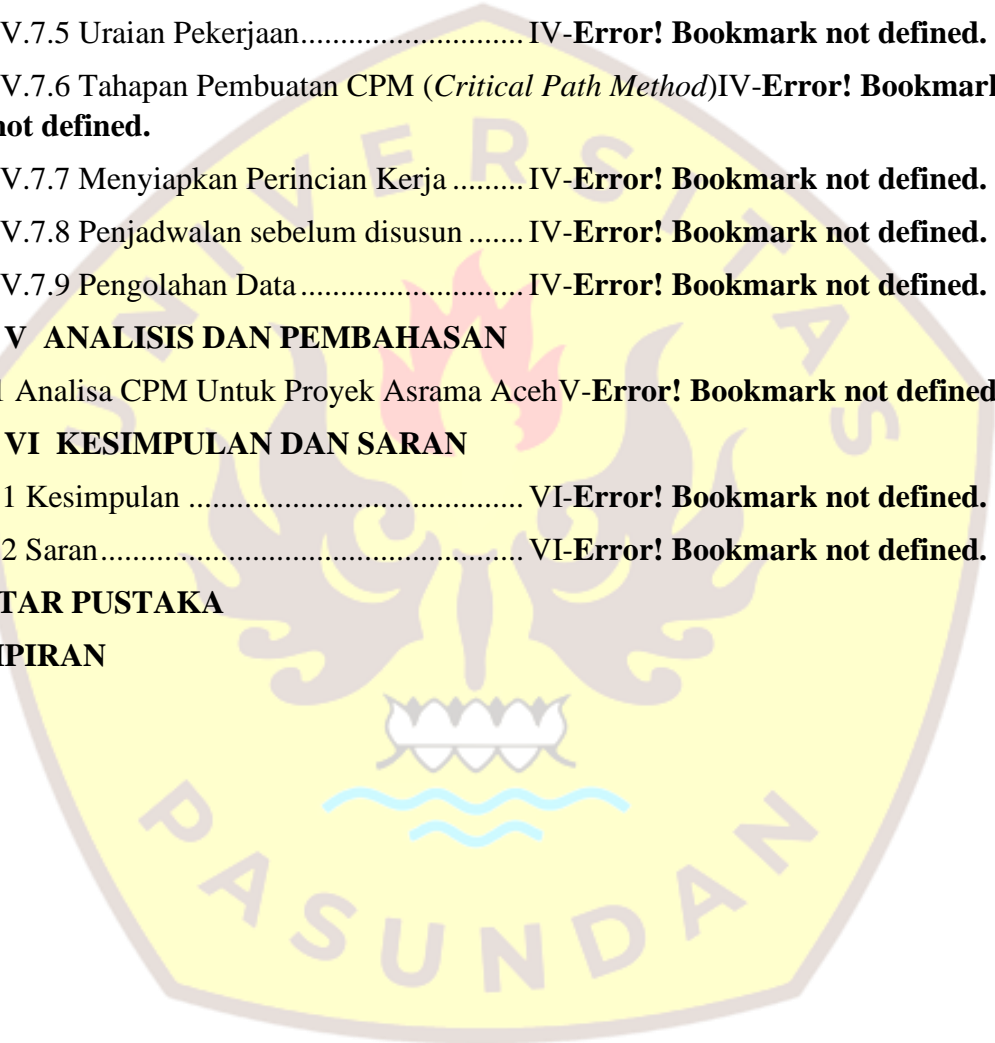 V.7.5 Uraian Pekerjaan............................ IV-Error! Bookmark not defined.
V.7.6 Tahapan Pembuatan CPM (Critical Path Method)IV-Error! Bookmark
not defined.
V.7.7 Menyiapkan Perincian Kerja ......... IV-Error! Bookmark not defined.
V.7.8 Penjadwalan sebelum disusun ....... IV-Error! Bookmark not defined.
V.7.9 Pengolahan Data ............................ IV-Error! Bookmark not defined.
V ANALISIS DAN PEMBAHASAN
1 Analisa CPM Untuk Proyek Asrama AcehV-Error! Bookmark not defined
VI KESIMPULAN DAN SARAN
1 Kesimpulan .......................................... VI-Error! Bookmark not defined.
2 Saran..................................................... VI-Error! Bookmark not defined.
TAR PUSTAKA
IPIRAN
UNIVERSITAS
PASUNDAN